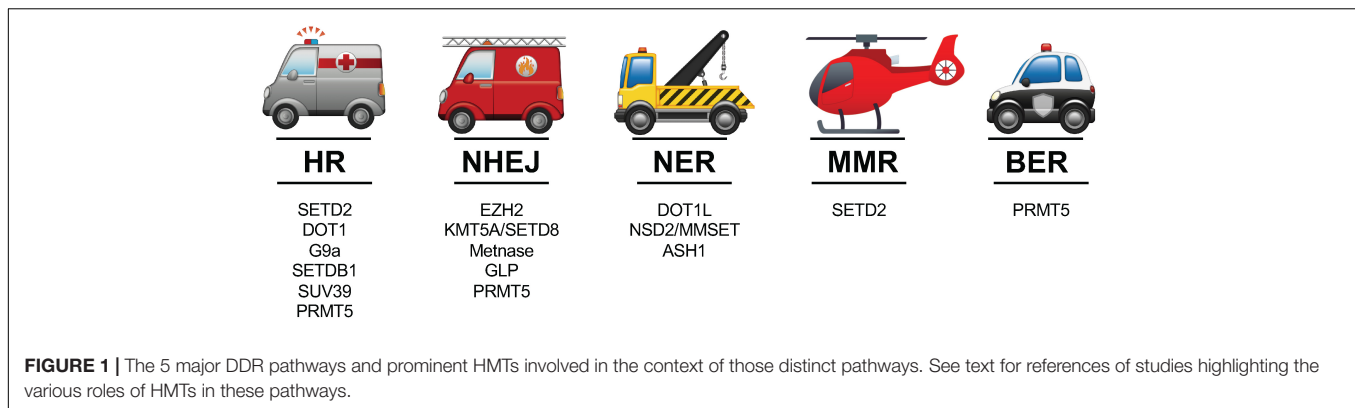 HR
NHEJ
NER
MMR
BER
SETD2
DOT1
G9a
SETDB1
SUV39
PRMT5
EZH2
KMT5A/SETD8
Metnase
GLP
PRMT5
DOT1L
NSD2/MMSET
ASH1
SETD2
PRMT5
FIGURE 1 | The 5 major DDR pathways and prominent HMTs involved in the context of those distinct pathways. See text for references of studies highlighting the
various roles of HMTs in these pathways.